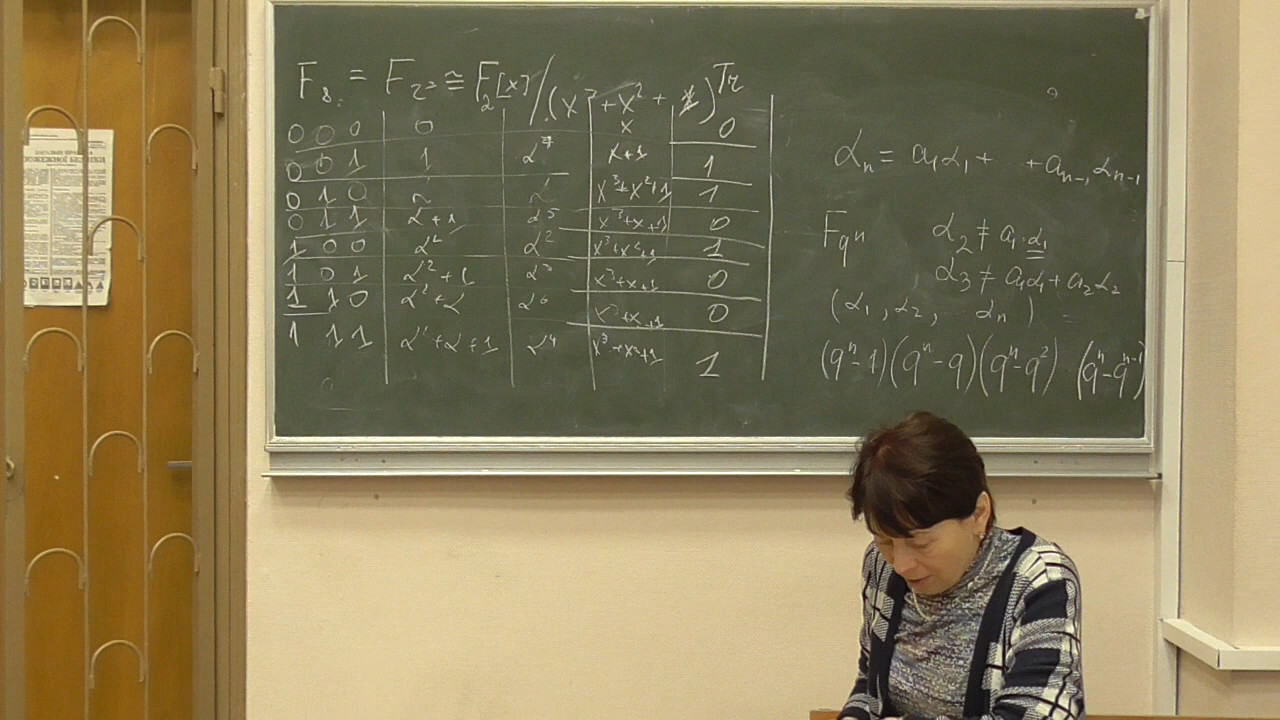 F₈ = F₂³ ≅ F₂[x]/(x³+x²+1) Tr
0 0 0 0 x 0
0 0 1 1 α⁷ x+1 1
0 1 0 α α x³+x²+1 1
0 1 1 α+1 α⁵ x³+x+1 0
1 0 0 α² α² x³+x²+1 1
1 0 1 α²+1 α³ x³+x+1 0
1 1 0 α²+α α⁶ x³+x+1 0
1 1 1 α²+α+1 α⁴ x³+x²+1 1
αₙ = a₁α₁ + + aₙ₋₁αₙ₋₁
F_qⁿ α₂ ≠ a₁·α₁
α₃ ≠ a₁α₁ + a₂α₂
(α₁, α₂, αₙ)
(qⁿ-1)(qⁿ-q)(qⁿ-q²) (qⁿ-qⁿ⁻¹)